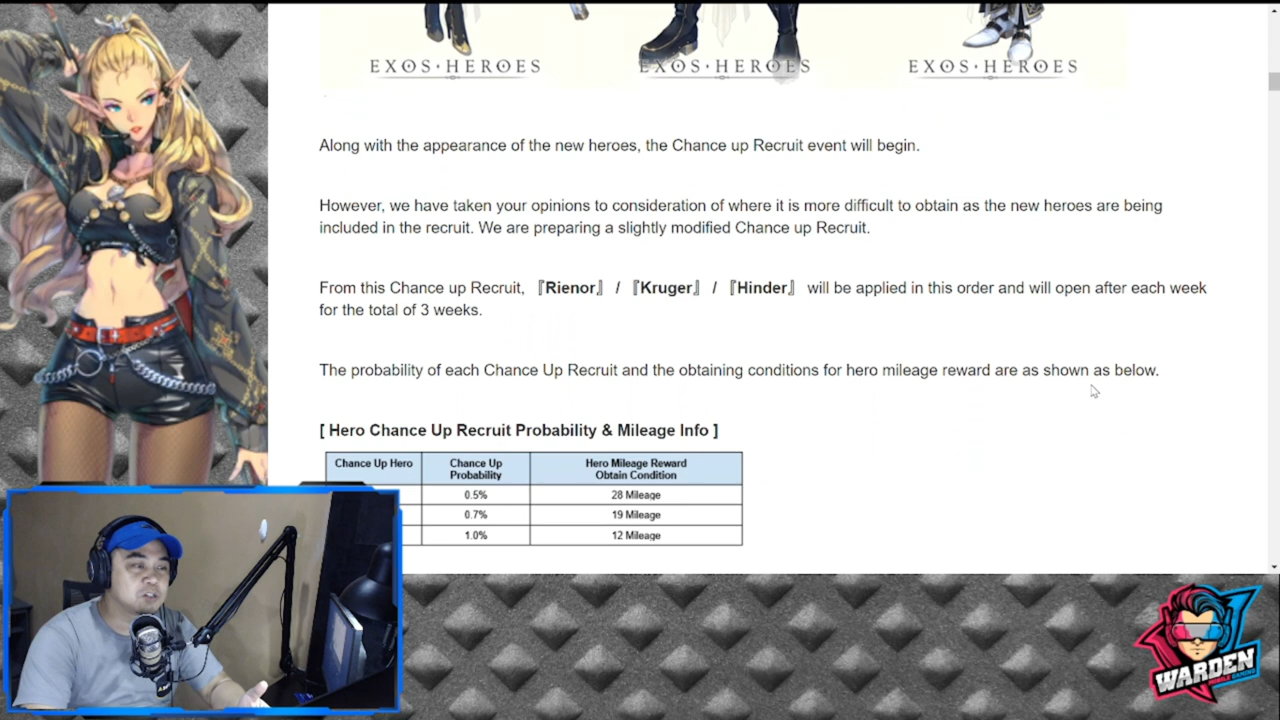 EXOS·HEROES EXOS·HEROES EXOS·HEROES
Along with the appearance of the new heroes, the Chance up Recruit event will begin.
However, we have taken your opinions to consideration of where it is more difficult to obtain as the new heroes are being
included in the recruit. We are preparing a slightly modified Chance up Recruit.
From this Chance up Recruit, 『Rienor』 / 『Kruger』 / 『Hinder』 will be applied in this order and will open after each week
for the total of 3 weeks.
The probability of each Chance Up Recruit and the obtaining conditions for hero mileage reward are as shown as below.
[ Hero Chance Up Recruit Probability & Mileage Info ]
Chance Up Hero Chance Up Hero Mileage Reward
Probability Obtain Condition
0.5% 28 Mileage
0.7% 19 Mileage
1.0% 12 Mileage
WARDEN
MOBILE GAMING